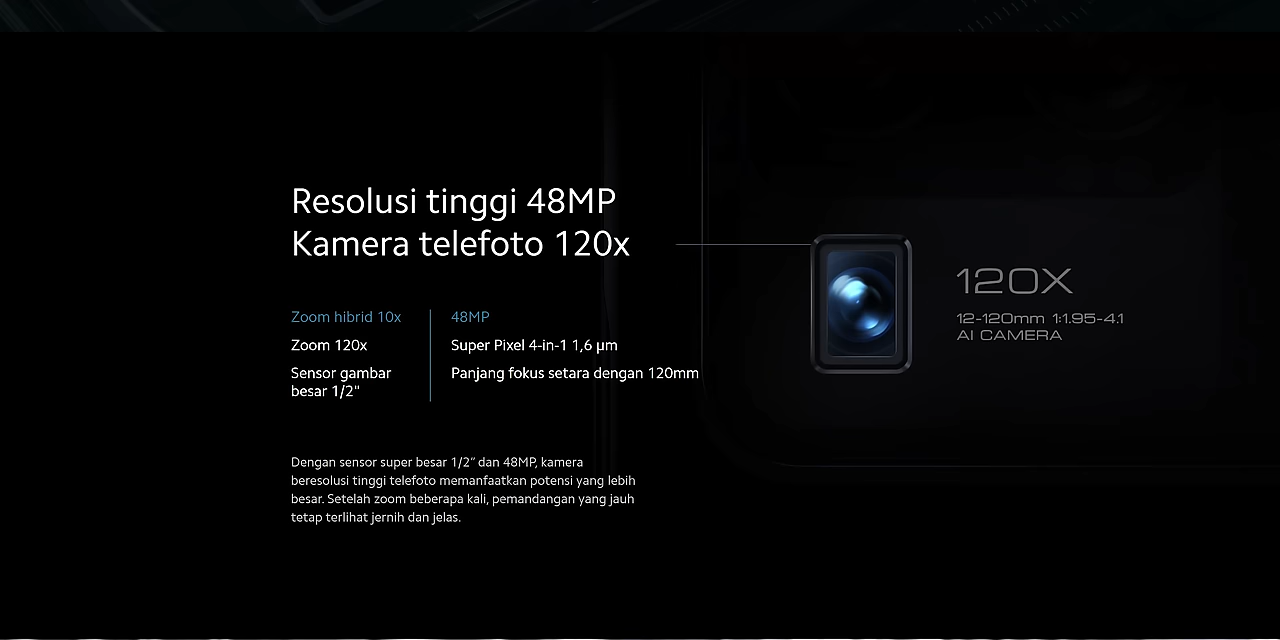 Resolusi tinggi 48MP
Kamera telefoto 120x
Zoom hibrid 10x
Zoom 120x
Sensor gambar
besar 1/2"
48MP
Super Pixel 4-in-1 1,6 μm
Panjang fokus setara dengan 120mm
Dengan sensor super besar 1/2" dan 48MP, kamera
beresolusi tinggi telefoto memanfaatkan potensi yang lebih
besar. Setelah zoom beberapa kali, pemandangan yang jauh
tetap terlihat jernih dan jelas.
120X
12-120mm 1:1.95-4.1
AI CAMERA